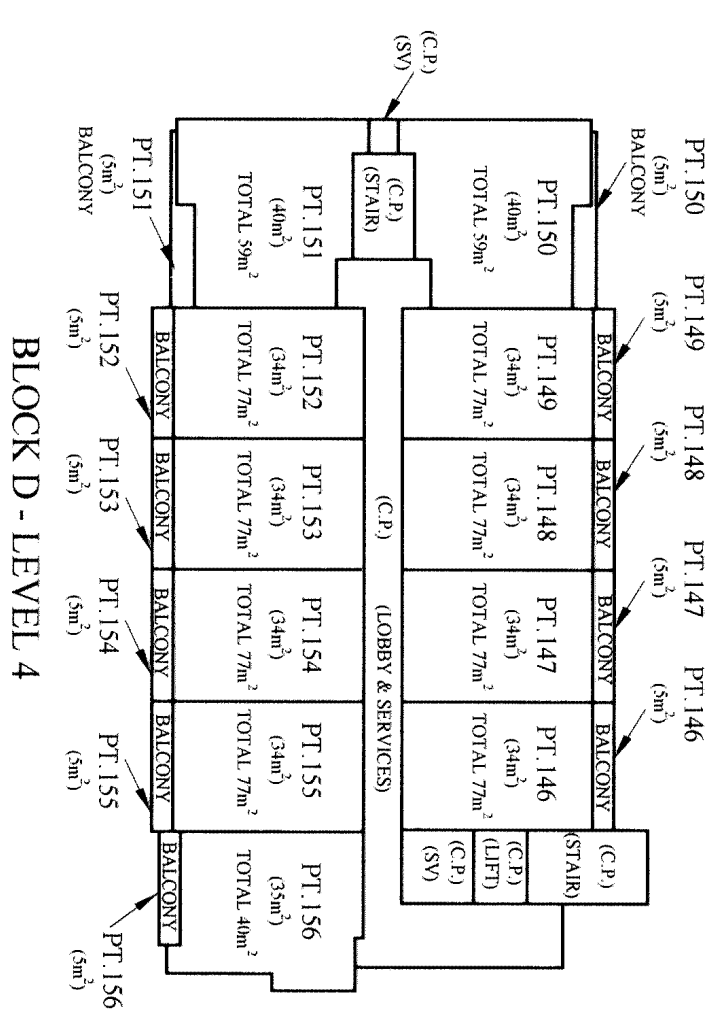 (C.P.)
(SV)
PT.150
(5m²)
BALCONY
PT.149
(5m²)
PT.148
(5m²)
PT.147
(5m²)
PT.146
(5m²)
BALCONY
BALCONY
BALCONY
BALCONY
PT.150
(40m²)
TOTAL 59m²
PT.149
(34m²)
TOTAL 77m²
PT.148
(34m²)
TOTAL 77m²
PT.147
(34m²)
TOTAL 77m²
PT.146
(34m²)
TOTAL 77m²
(C.P.)
(STAIR)
(C.P.)
(LIFT)
(C.P.)
(SV)
(C.P.)
(STAIR)
(C.P.)
(LOBBY & SERVICES)
PT.151
(40m²)
TOTAL 59m²
PT.152
(34m²)
TOTAL 77m²
PT.153
(34m²)
TOTAL 77m²
PT.154
(34m²)
TOTAL 77m²
PT.155
(34m²)
TOTAL 77m²
PT.156
(35m²)
TOTAL 40m²
BALCONY
BALCONY
BALCONY
BALCONY
BALCONY
PT.151
(5m²)
BALCONY
PT.152
(5m²)
PT.153
(5m²)
PT.154
(5m²)
PT.155
(5m²)
PT.156
(5m²)
BLOCK D - LEVEL 4